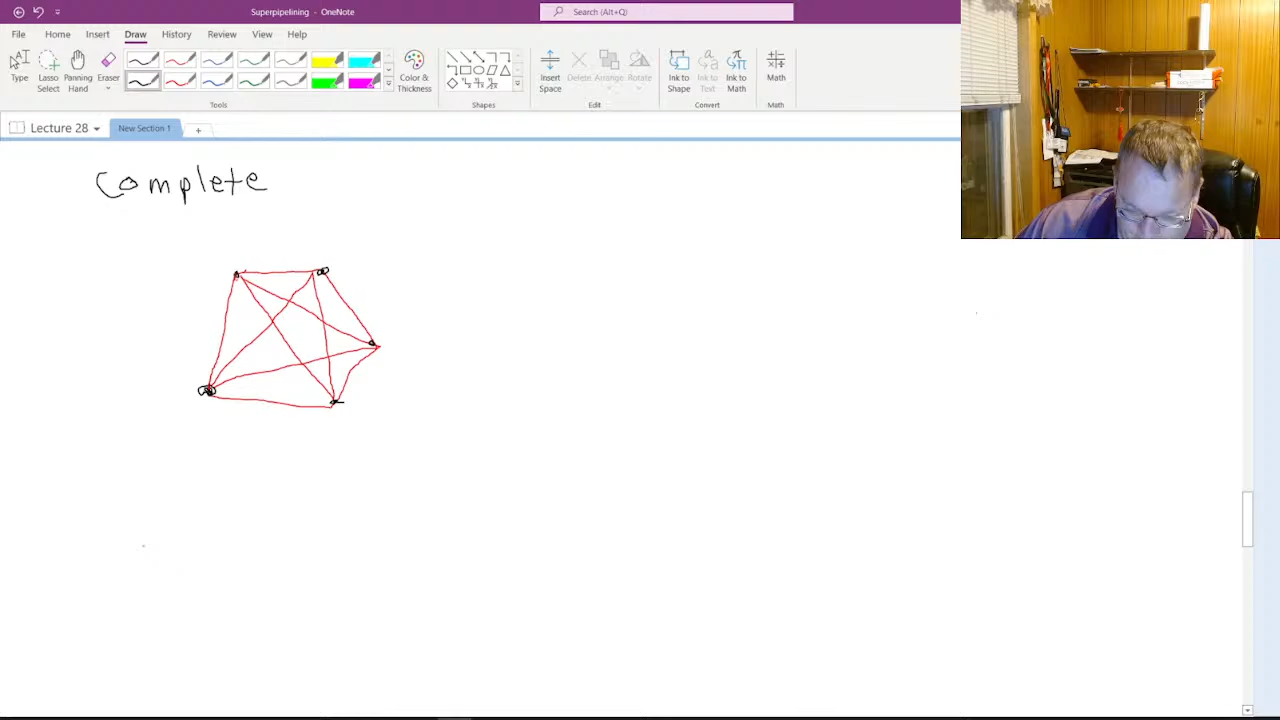 Superpipelining - OneNote
Search (Alt+Q)
File Home Insert Draw History Review View Help
Type Lasso Select Panning Hand Eraser Color & Thickness Insert Space Delete Arrange Rotate Ink to Shape Ink to Text Ink to Math Math
Tools Shapes Edit Convert Math
Lecture 28 New Section 1 +
Complete